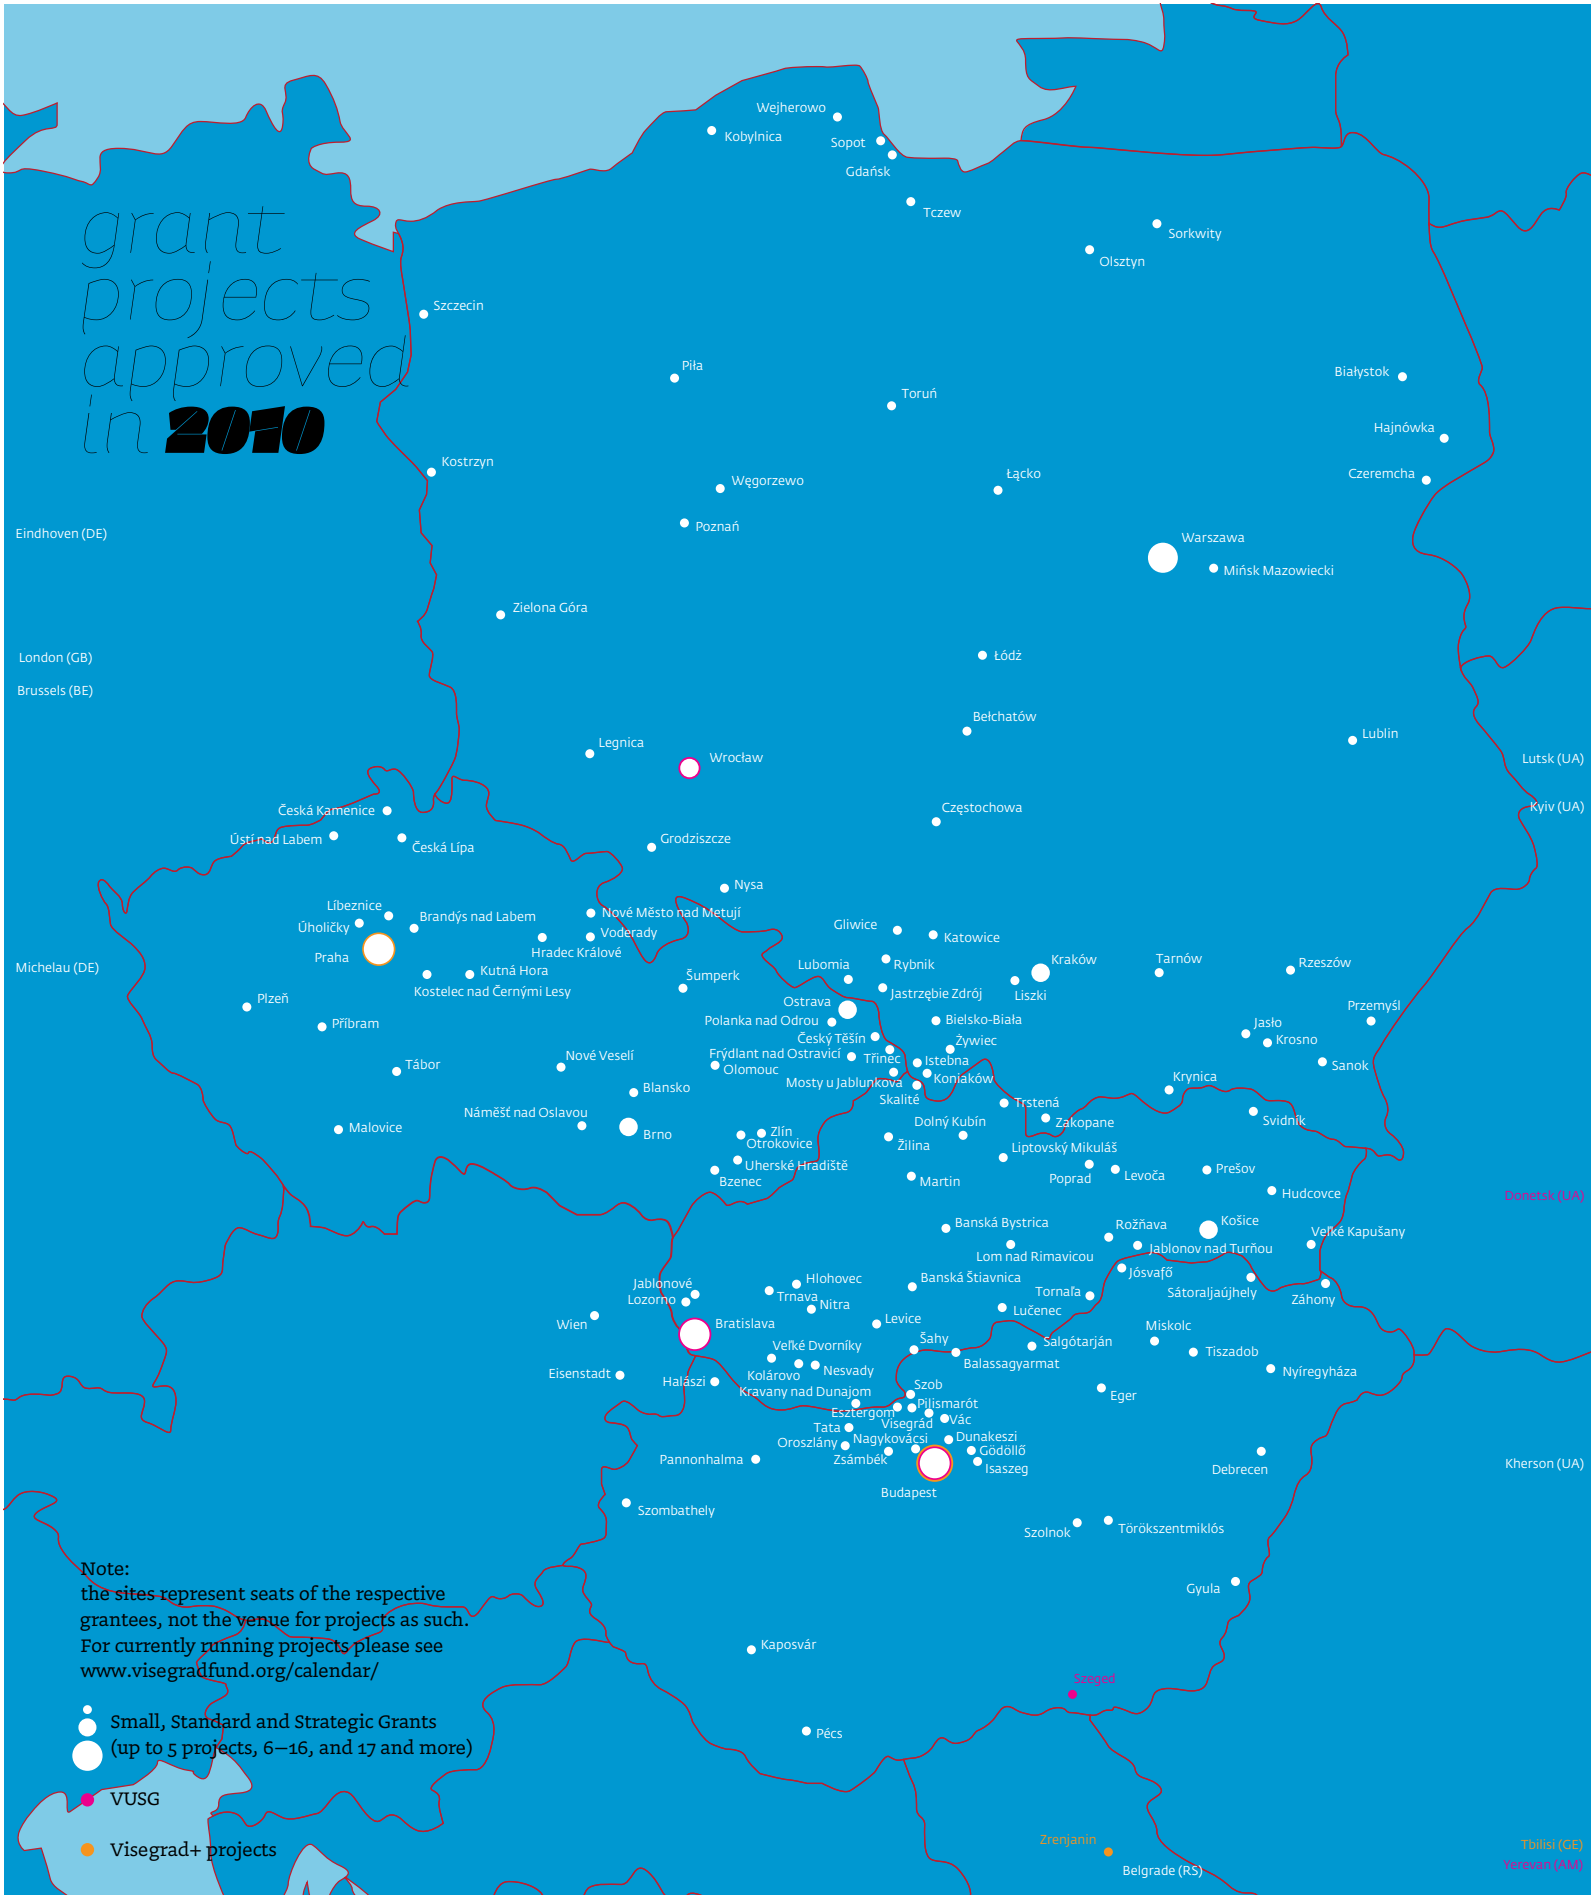 grant
projects
approved
in 2010
Wejherowo
Kobylnica
Sopot
Gdańsk
Tczew
Sorkwity
Olsztyn
Szczecin
Piła
Białystok
Toruń
Hajnówka
Kostrzyn
Czeremcha
Łącko
Węgorzewo
Poznań
Eindhoven (DE)
Warszawa
Mińsk Mazowiecki
Zielona Góra
London (GB)
Łódź
Brussels (BE)
Bełchatów
Lublin
Legnica
Wrocław
Lutsk (UA)
Kyiv (UA)
Częstochowa
Česká Kamenice
Ústí nad Labem
Česká Lípa
Grodziszcze
Nysa
Líbeznice
Nové Město nad Metují
Brandýs nad Labem
Úholičky
Gliwice
Voderady
Katowice
Hradec Králové
Praha
Kraków
Tarnów
Rzeszów
Michelau (DE)
Lubomia
Rybnik
Kutná Hora
Šumperk
Kostelec nad Černými Lesy
Jastrzębie Zdrój
Liszki
Plzeň
Ostrava
Przemyśl
Polanka nad Odrou
Bielsko-Biała
Příbram
Jasło
Český Těšín
Żywiec
Krosno
Nové Veselí
Frýdlant nad Ostravicí
Třinec
Istebna
Tábor
Olomouc
Sanok
Mosty u Jablunkova
Koniaków
Krynica
Blansko
Skalité
Trstená
Náměšť nad Oslavou
Dolný Kubín
Zakopane
Svidník
Malovice
Brno
Zlín
Otrokovice
Žilina
Liptovský Mikuláš
Uherské Hradiště
Bzenec
Martin
Poprad
Levoča
Prešov
Hudcovce
Donetsk (UA)
Banská Bystrica
Rožňava
Košice
Veľké Kapušany
Lom nad Rimavicou
Jablonov nad Turňou
Jósvafő
Hlohovec
Banská Štiavnica
Jablonové
Trnava
Tornaľa
Sátoraljaújhely
Záhony
Lozorno
Nitra
Lučenec
Wien
Bratislava
Levice
Miskolc
Šahy
Salgótarján
Veľké Dvorníky
Tiszadob
Balassagyarmat
Eisenstadt
Kolárovo
Nesvady
Nyíregyháza
Halászi
Szob
Kravany nad Dunajom
Eger
Pilismarót
Esztergom
Visegrád
Vác
Tata
Nagykovácsi
Dunakeszi
Oroszlány
Gödöllő
Pannonhalma
Zsámbék
Isaszeg
Debrecen
Kherson (UA)
Budapest
Szombathely
Szolnok
Törökszentmiklós
Gyula
Note:
the sites represent seats of the respective
grantees, not the venue for projects as such.
For currently running projects please see
www.visegradfund.org/calendar/
Kaposvár
Szeged
Pécs
Small, Standard and Strategic Grants
(up to 5 projects, 6–16, and 17 and more)
VUSG
Visegrad+ projects
Zrenjanin
Belgrade (RS)
Tbilisi (GE)
Yerevan (AM)